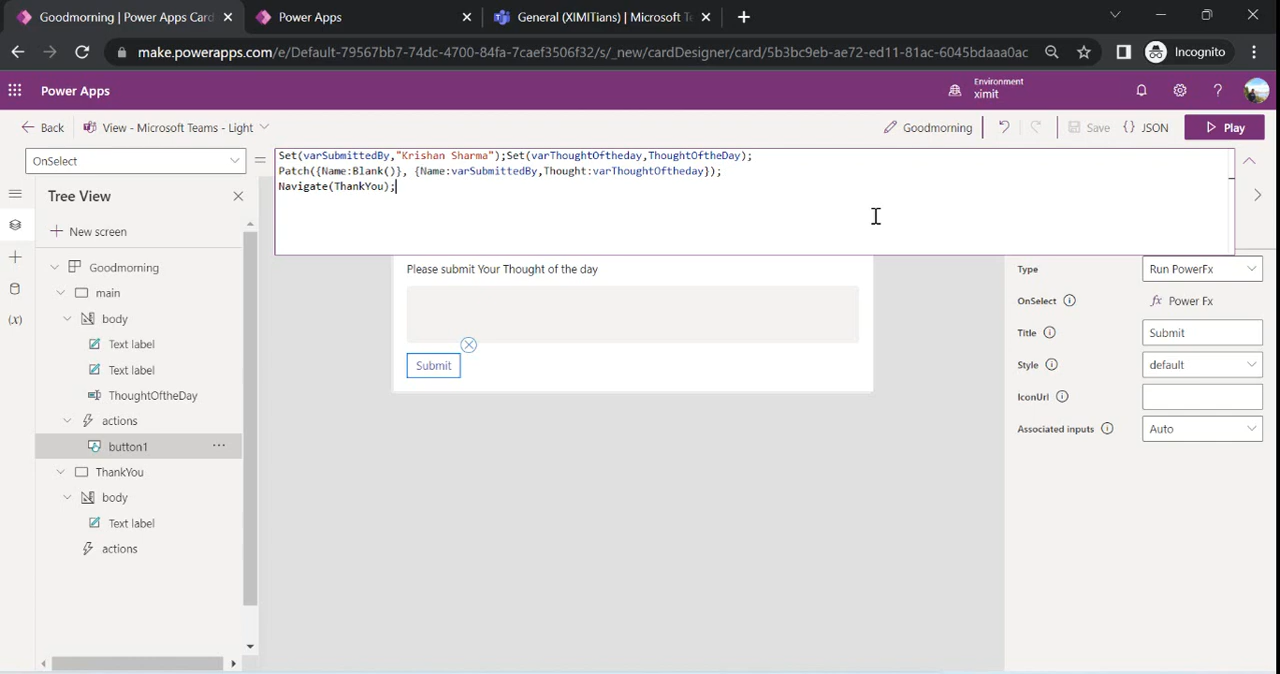 Goodmorning | Power Apps Card
Power Apps
General (XIMITians) | Microsoft Te
make.powerapps.com/e/Default-79567bb7-74dc-4700-84fa-7caef3506f32/s/_new/cardDesigner/card/5b3bc9eb-ae72-ed11-81ac-6045bdaaa0ac
Incognito
Power Apps
Environment
ximit
Back
View - Microsoft Teams - Light
Goodmorning
Save
{} JSON
Play
OnSelect
=
Set(varSubmittedBy,"Krishan Sharma");Set(varThoughtOftheday,ThoughtOftheDay);
Patch({Name:Blank()}, {Name:varSubmittedBy,Thought:varThoughtOftheday});
Navigate(ThankYou);
Tree View
New screen
Goodmorning
main
body
Text label
Text label
ThoughtOftheDay
actions
button1
ThankYou
body
Text label
actions
(x)
Please submit Your Thought of the day
Submit
Type
Run PowerFx
OnSelect
fx Power Fx
Title
Submit
Style
default
IconUrl
Associated inputs
Auto